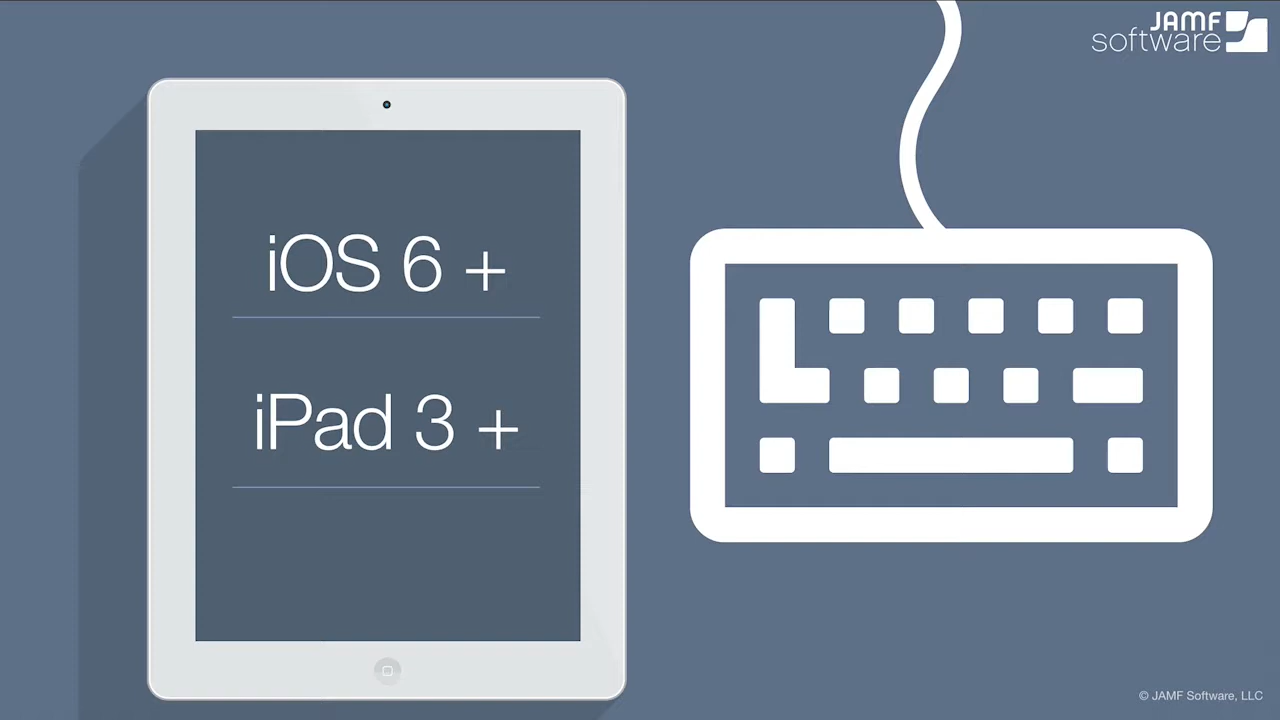 JAMF
software
iOS 6 +
iPad 3 +
© JAMF Software, LLC